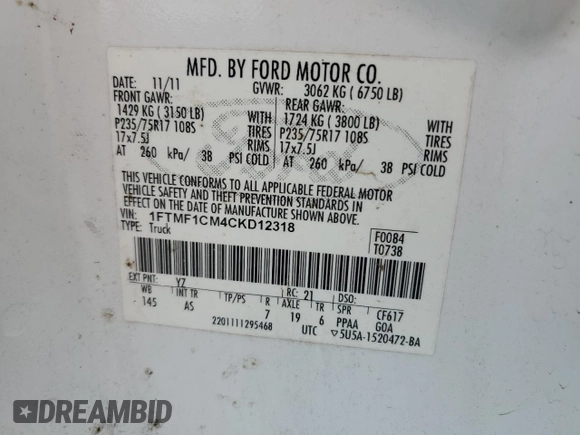 MFD. BY FORD MOTOR CO.
DATE: 11/11 GVWR: 3062 KG ( 6750 LB)
FRONT GAWR: REAR GAWR:
1429 KG ( 3150 LB) 1724 KG ( 3800 LB)
P235/75R17 108S TIRES P235/75R17 108S TIRES
17x7.5J RIMS 17x7.5J RIMS
AT 260 kPa/ 38 PSI COLD AT 260 kPa/ 38 PSI COLD
THIS VEHICLE CONFORMS TO ALL APPLICABLE FEDERAL MOTOR
VEHICLE SAFETY AND THEFT PREVENTION STANDARDS IN
EFFECT ON THE DATE OF MANUFACTURE SHOWN ABOVE.
VIN: 1FTMF1CM4CKD12318 F0084
TYPE: Truck T0738
EXT PNT: YZ RC: 21 DSO:
WB INT TR TP/PS R AXLE TR SPR CF617
145 AS 7 19 6 PPAA GOA
2201111295468 UTC ▽5U5A-1520472-BA
Ford
DREAMBID